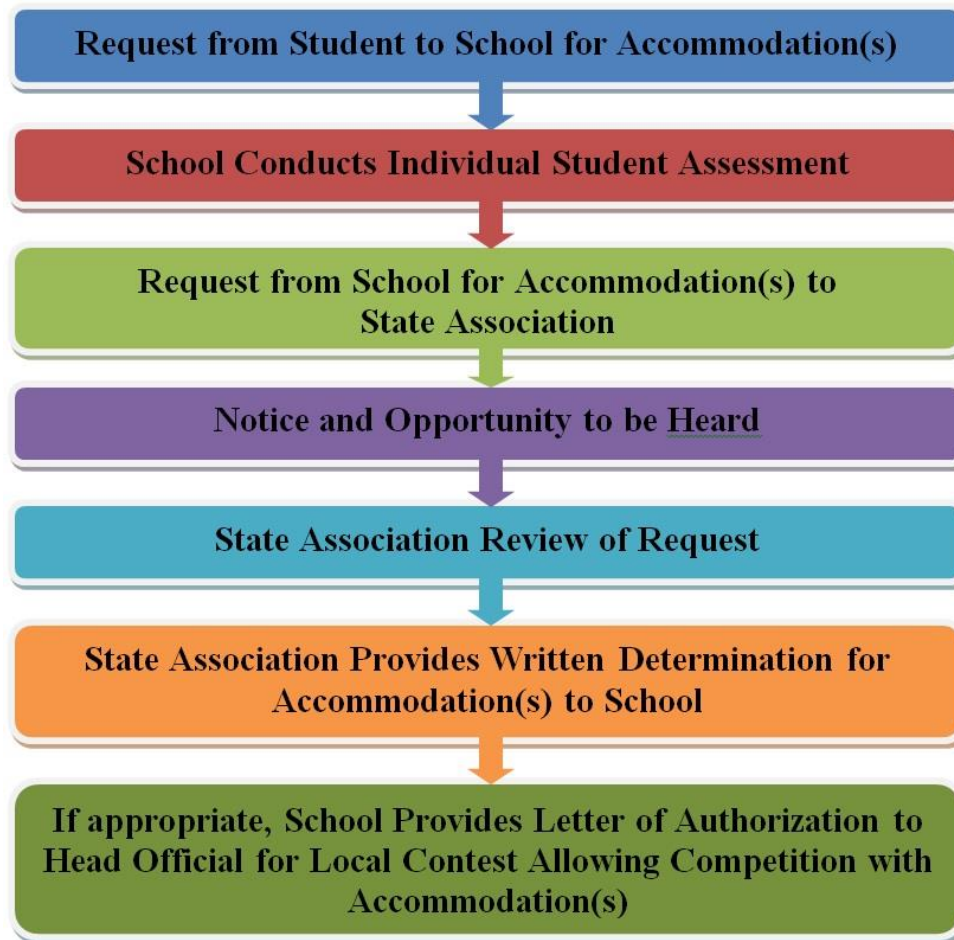 Request from Student to School for Accommodation(s)
School Conducts Individual Student Assessment
Request from School for Accommodation(s) to
State Association
Notice and Opportunity to be Heard
State Association Review of Request
State Association Provides Written Determination for
Accommodation(s) to School
If appropriate, School Provides Letter of Authorization to
Head Official for Local Contest Allowing Competition with
Accommodation(s)